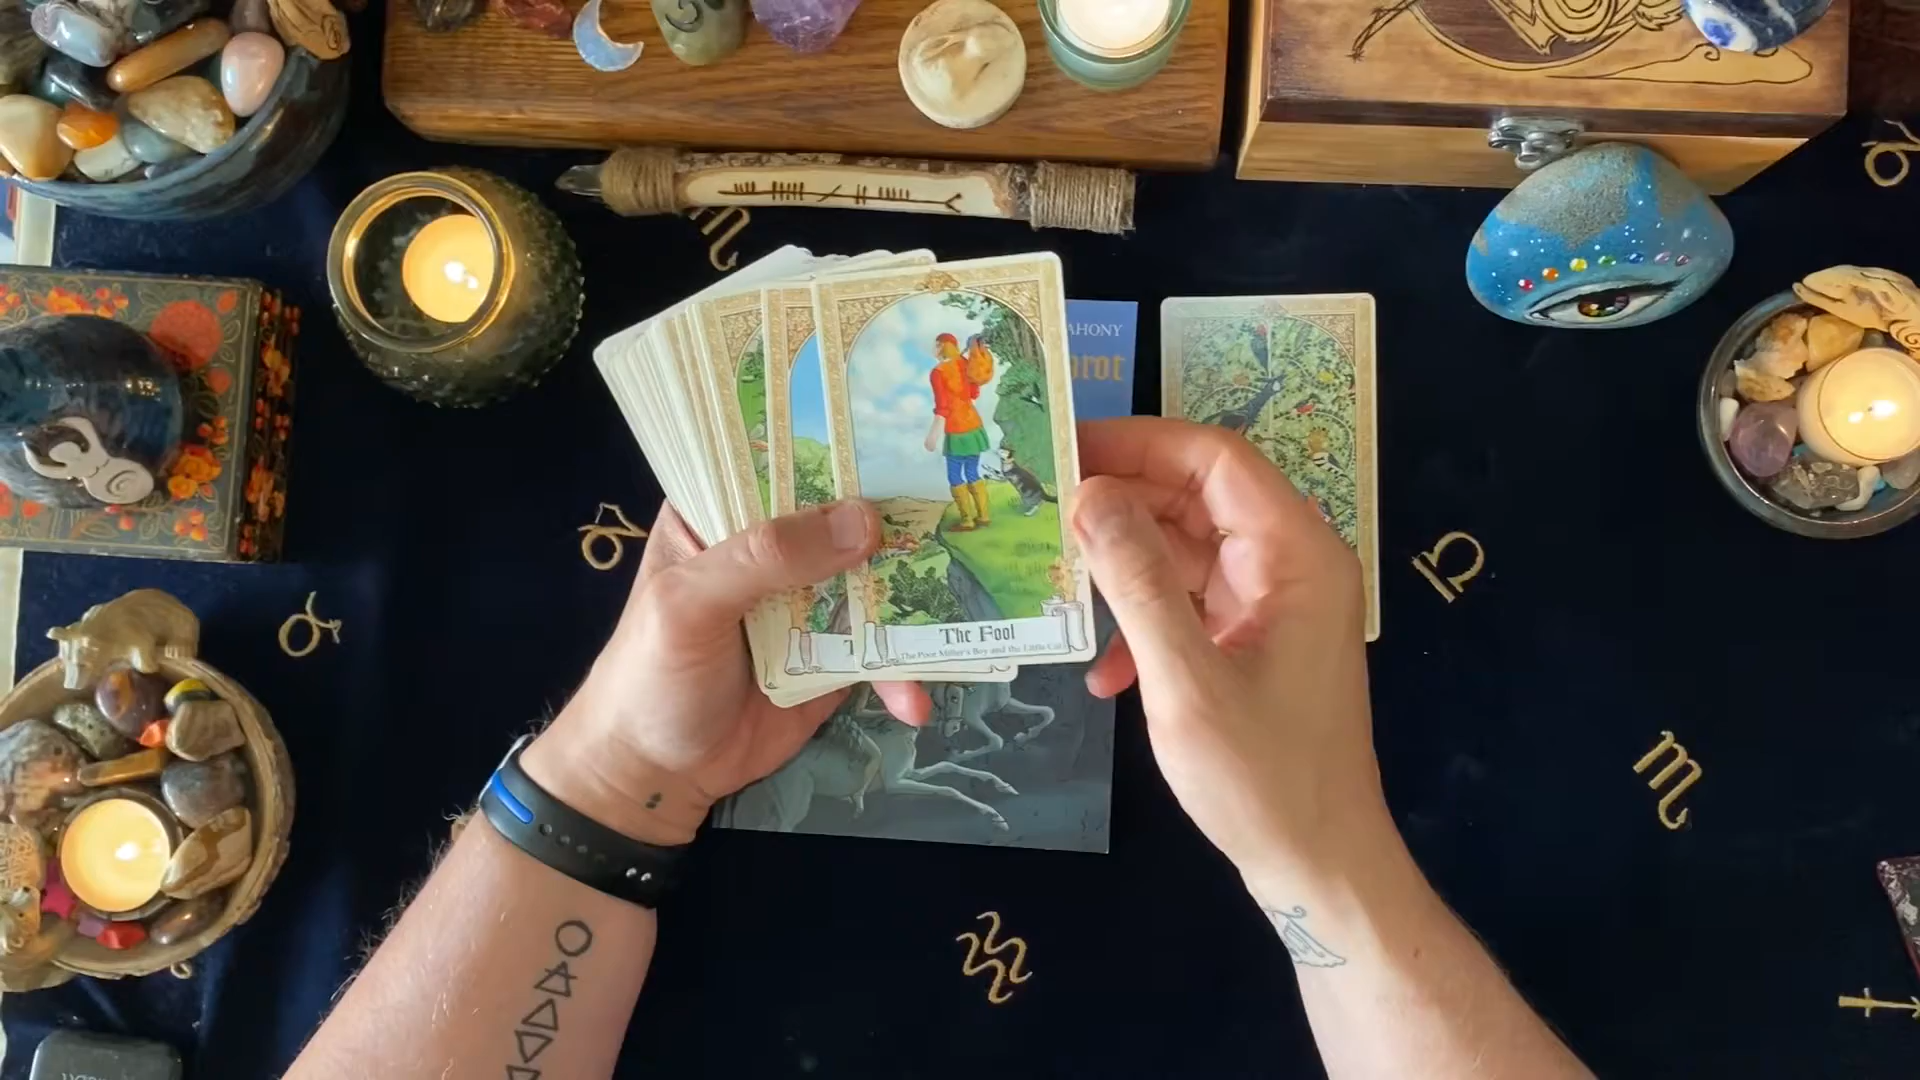 AHONY
arot
The Fool
The Poor Miller's Boy and the Little Cat
T